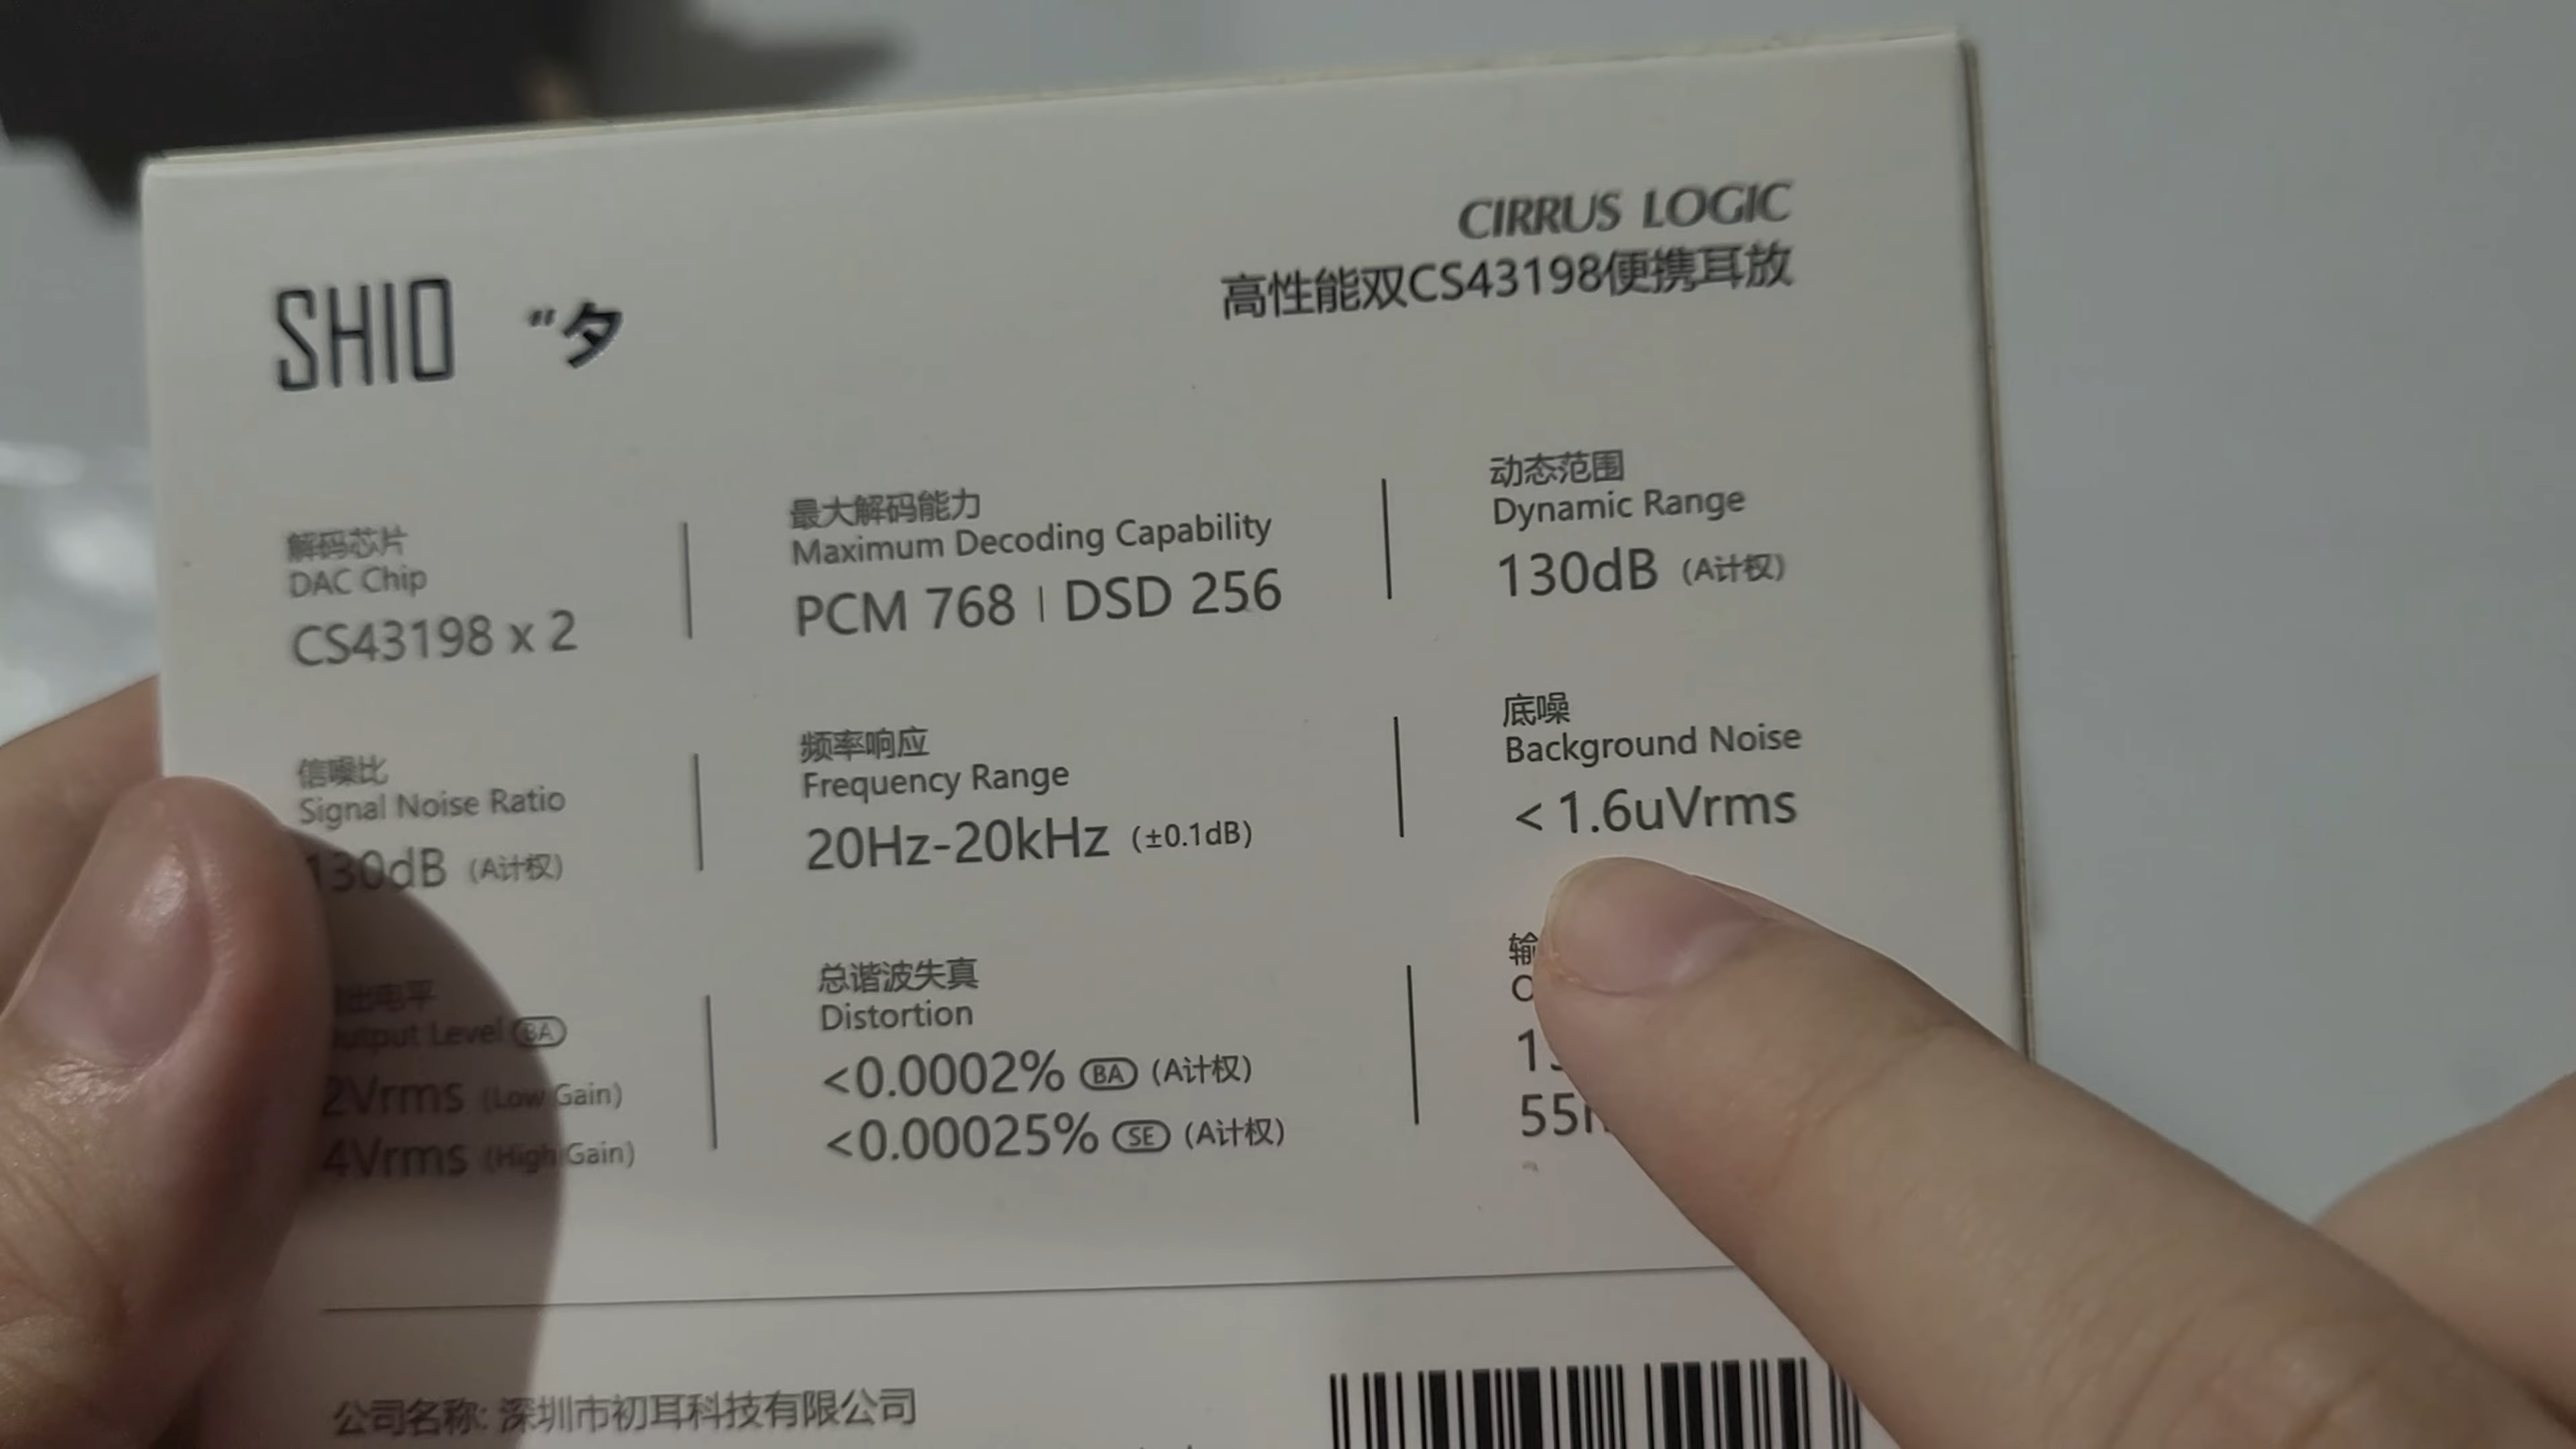 CIRRUS LOGIC
高性能双CS43198便携耳放
SHIO "夕
解码芯片
DAC Chip
CS43198 x 2
最大解码能力
Maximum Decoding Capability
PCM 768 | DSD 256
动态范围
Dynamic Range
130dB (A计权)
信噪比
Signal Noise Ratio
130dB (A计权)
频率响应
Frequency Range
20Hz-20kHz (±0.1dB)
底噪
Background Noise
< 1.6uVrms
出电平
Output Level BA
2Vrms (Low Gain)
4Vrms (High Gain)
总谐波失真
Distortion
<0.0002% BA (A计权)
<0.00025% SE (A计权)
输
公司名称: 深圳市初耳科技有限公司